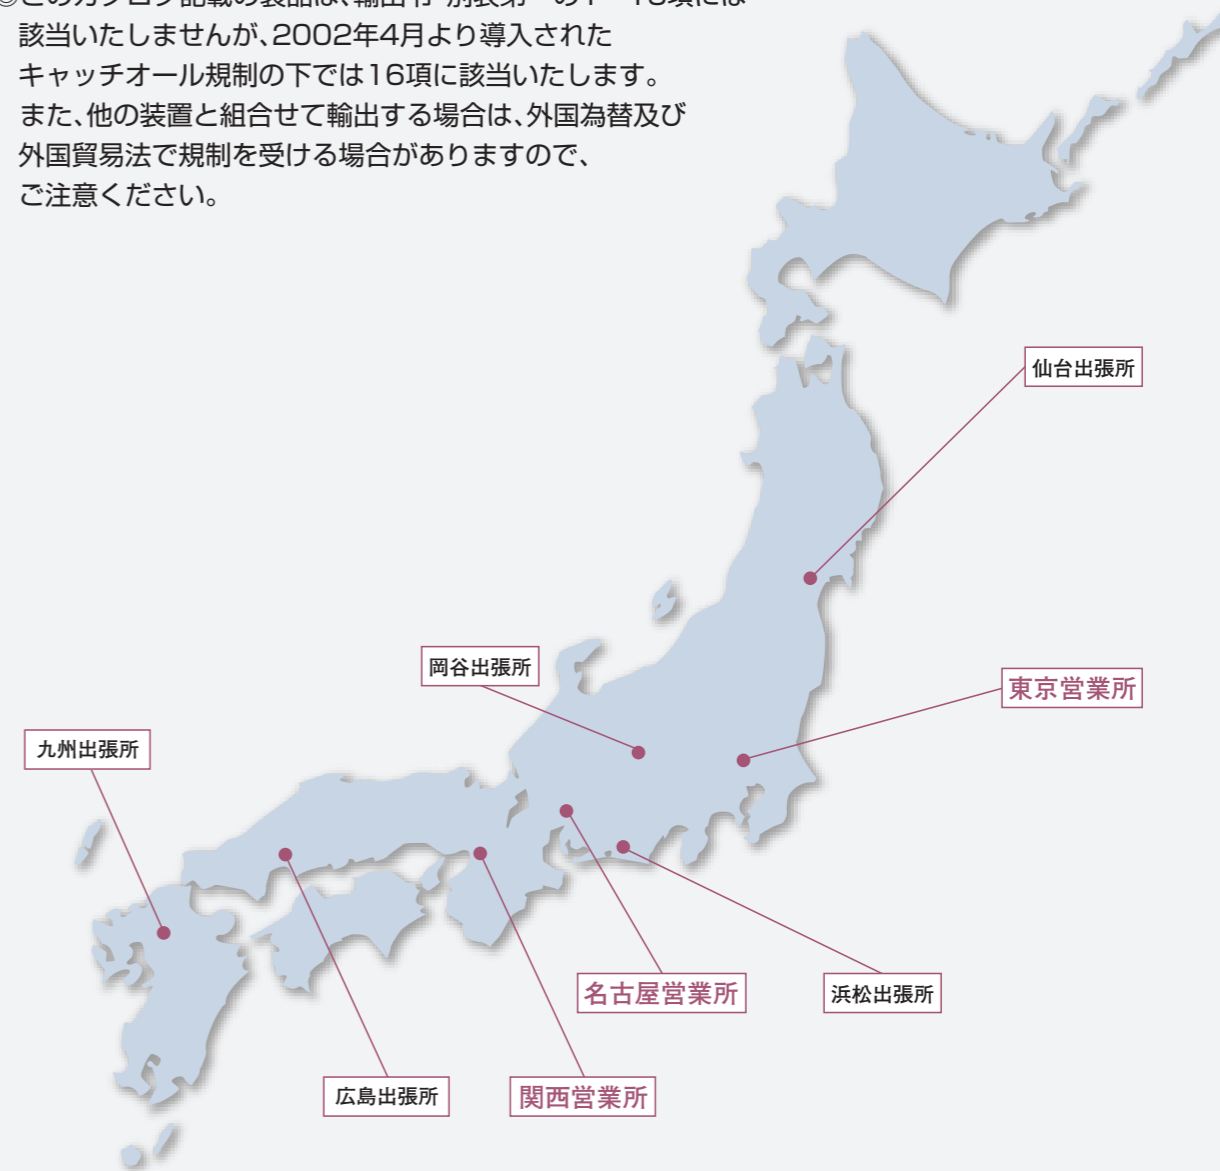 該当いたしませんが、2002年4月より導入された
キャッチオール規制の下では16項に該当いたします。
また、他の装置と組合せて輸出する場合は、外国為替及び
外国貿易法で規制を受ける場合がありますので、
ご注意ください。
仙台出張所
岡谷出張所
東京営業所
九州出張所
名古屋営業所
浜松出張所
広島出張所
関西営業所